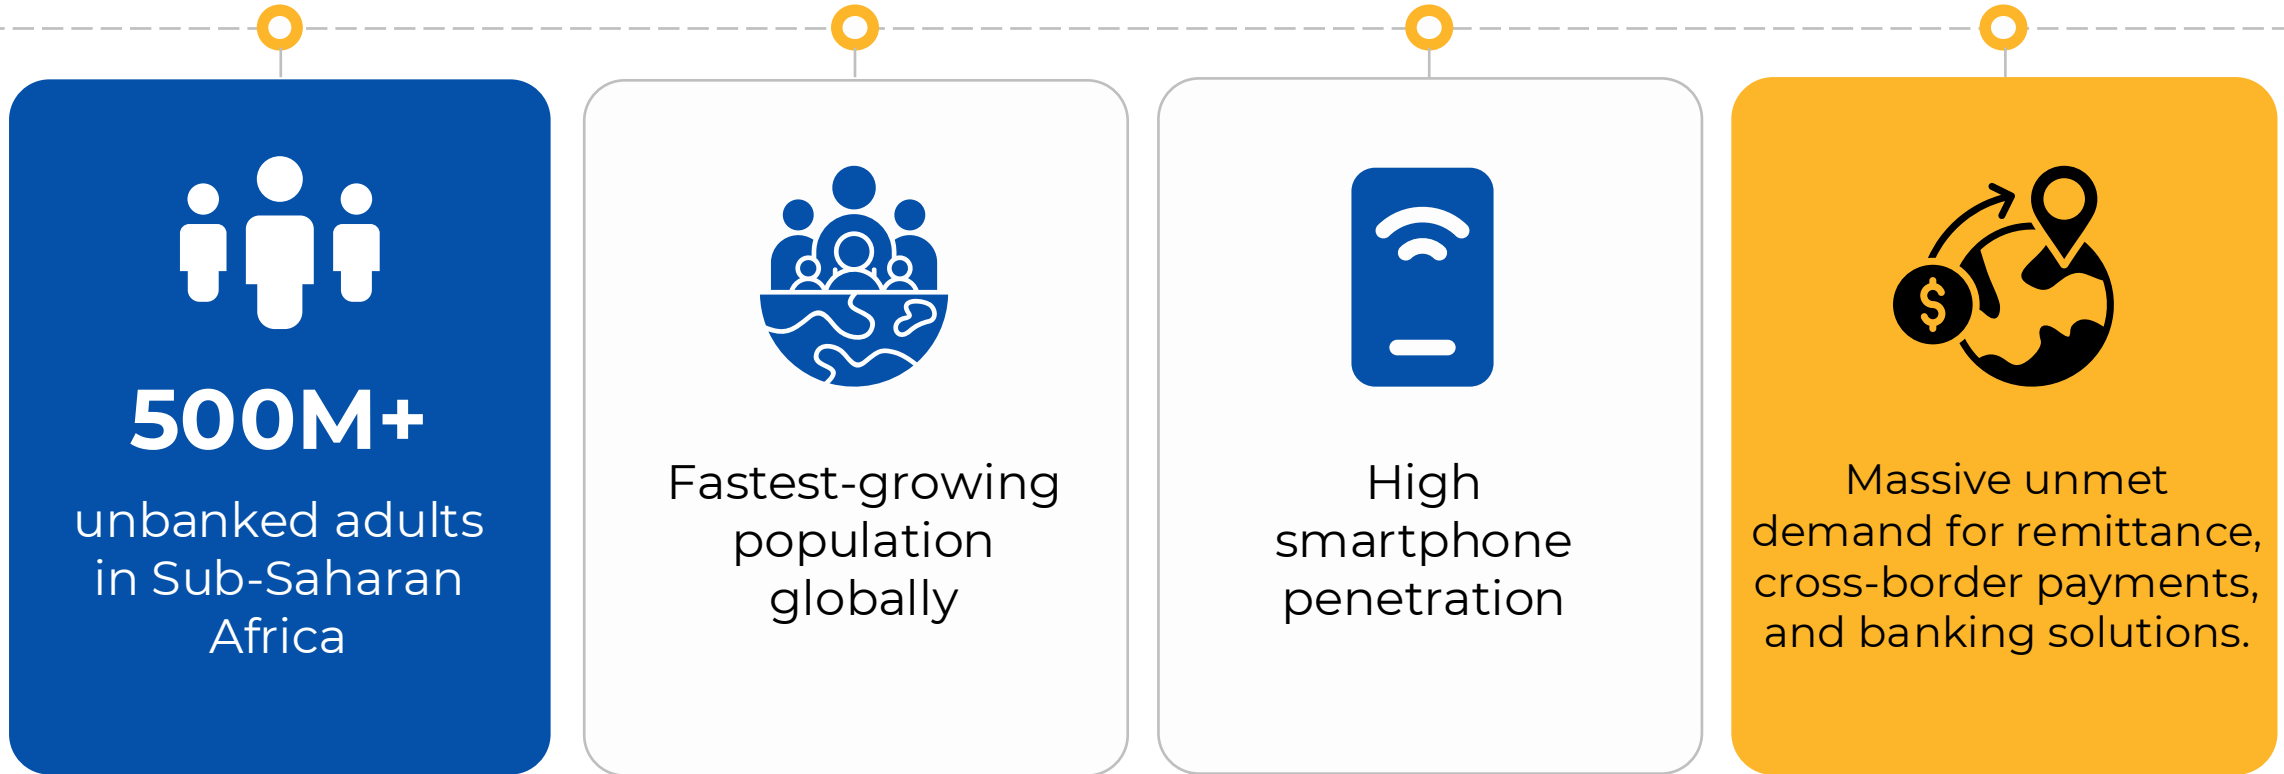 500M+
unbanked adults
in Sub-Saharan
Africa
Fastest-growing
population
globally
High
smartphone
penetration
$
Massive unmet
demand for remittance,
cross-border payments,
and banking solutions.